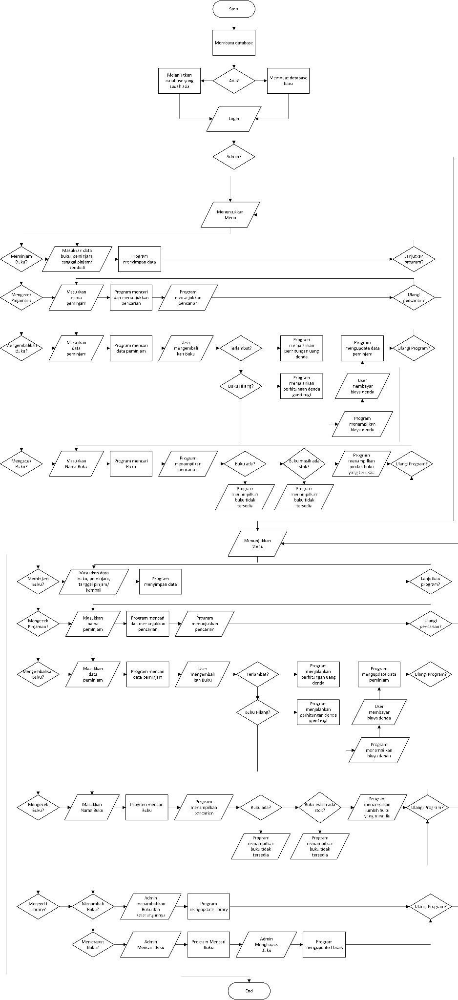 Start
Membaca database
Melanjutkan
database yang
sudah ada
Ada?
Membuat database
baru
Login
Admin?
Menunjukkan
Menu
Meminjam
Buku?
Masukkan data
buku, peminjam,
tanggal pinjam/
kembali
Program
menyimpan data
Lanjutkan
program?
Mengecek
Pinjaman?
Masukkan
nama
peminjam
Program mencari
dan menunjukkan
pencarian
Program
menunjukkan
pencarian
Ulangi
pencarian?
Mengembalikan
Buku?
Masukkan
data
peminjam
Program mencari
data peminjam
User
mengembali
kan Buku
Terlambat?
Program
menjalankan
perhitungan uang
denda
Program
mengupdate data
peminjam
Ulangi Program?
Buku Hilang?
Program
menjalankan
perhitungan denda
ganti rugi
User
membayar
biaya denda
Program
menampilkan
biaya denda
Mengecek
Buku?
Masukkan
Nama Buku
Program mencari
Buku
Program
menampilkan
pencarian
Buku ada?
Buku masih ada
stok?
Program
menampilkan
jumlah buku
yang tersedia
Ulangi Program?
Program
menampilkan
buku tidak
tersedia
Program
menampilkan
buku tidak
tersedia
Menunjukkan
Menu
Meminjam
Buku?
Masukkan data
buku, peminjam,
tanggal pinjam/
kembali
Program
menyimpan data
Lanjutkan
program?
Mengecek
Pinjaman?
Masukkan
nama
peminjam
Program mencari
dan menunjukkan
pencarian
Program
menunjukkan
pencarian
Ulangi
pencarian?
Mengembalikan
Buku?
Masukkan
data
peminjam
Program mencari
data peminjam
User
mengembali
kan Buku
Terlambat?
Program
menjalankan
perhitungan uang
denda
Program
mengupdate data
peminjam
Ulangi Program?
Buku Hilang?
Program
menjalankan
perhitungan denda
ganti rugi
User
membayar
biaya denda
Program
menampilkan
biaya denda
Mengecek
Buku?
Masukkan
Nama Buku
Program mencari
Buku
Program
menampilkan
pencarian
Buku ada?
Buku masih ada
stok?
Program
menampilkan
jumlah buku
yang tersedia
Ulangi Program?
Program
menampilkan
buku tidak
tersedia
Program
menampilkan
buku tidak
tersedia
Mengedit
Library?
Menambah
Buku?
Admin
menambahkan
Buku dan
Keterangannya
Program
mengupdate library
Ulangi Program?
Menghapus
Buku?
Admin
Mencari Buku
Program Mencari
Buku
Admin
Menghapus
Buku
Program
mengupdate library
End